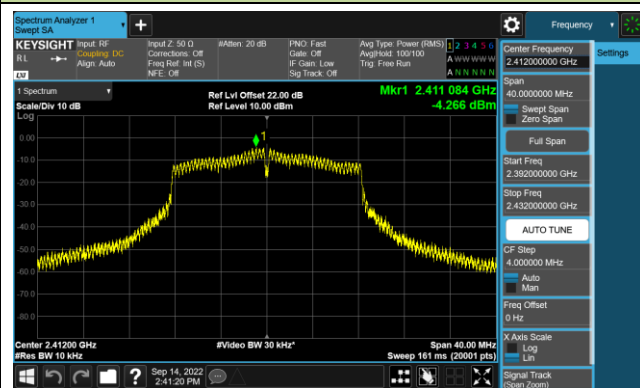 Spectrum Analyzer 1
Swept SA
Frequency
KEYSIGHT
RL
LXI
Input: RF
Coupling: DC
Align: Auto
Input Z: 50 Ω
Corrections: Off
Freq Ref: Int (S)
NFE: Off
#Atten: 20 dB
PNO: Fast
Gate: Off
IF Gain: Low
Sig Track: Off
Avg Type: Power (RMS)
Avg|Hold: 100/100
Trig: Free Run
1 2 3 4 5 6
A W W W W W
A N N N N N
Center Frequency
2.412000000 GHz
Settings
Span
40.0000000 MHz
Swept Span
Zero Span
Full Span
Start Freq
2.392000000 GHz
Stop Freq
2.432000000 GHz
AUTO TUNE
CF Step
4.000000 MHz
Auto
Man
Freq Offset
0 Hz
X Axis Scale
Log
Lin
Signal Track
(Span Zoom)
1 Spectrum
Scale/Div 10 dB
Log
Ref Lvl Offset 22.00 dB
Ref Level 10.00 dBm
Mkr1 2.411 084 GHz
-4.266 dBm
1
0.00
-10.0
-20.0
-30.0
-40.0
-50.0
-60.0
-70.0
-80.0
Center 2.41200 GHz
#Res BW 10 kHz
#Video BW 30 kHz*
Span 40.00 MHz
Sweep 161 ms (20001 pts)
Sep 14, 2022
2:41:20 PM